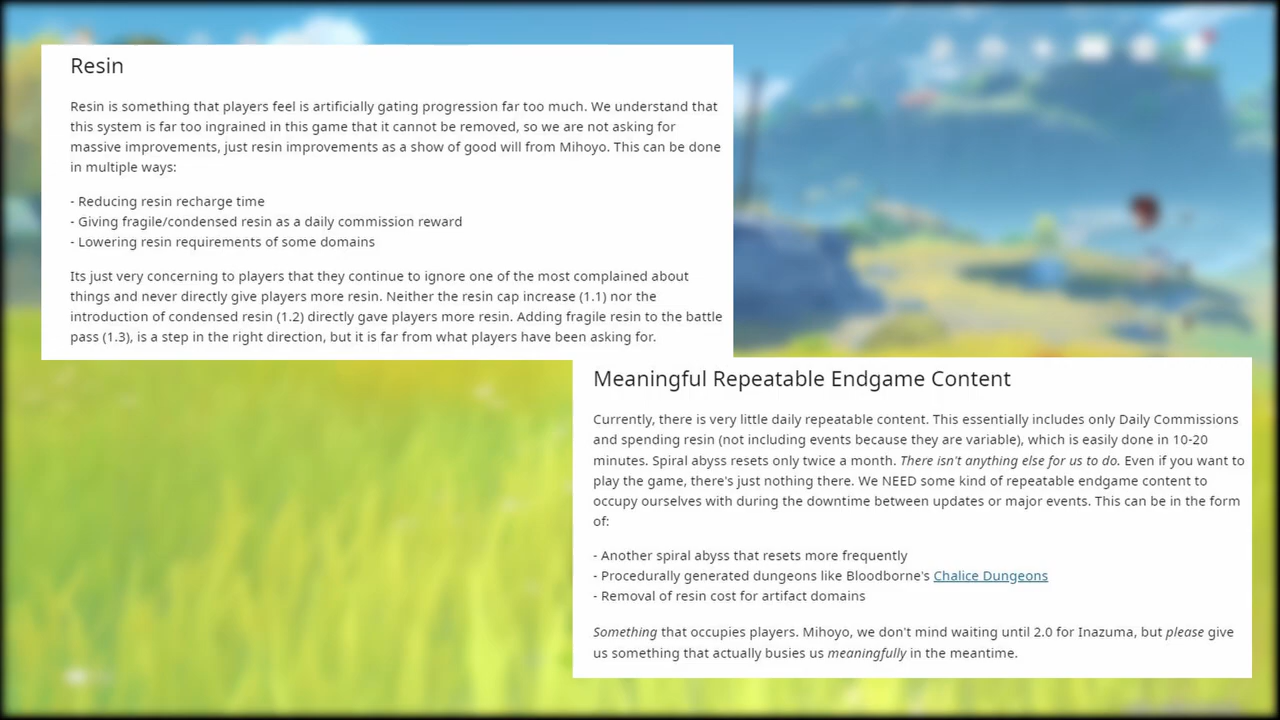 Resin
Resin is something that players feel is artificially gating progression far too much. We understand that
this system is far too ingrained in this game that it cannot be removed, so we are not asking for
massive improvements, just resin improvements as a show of good will from Mihoyo. This can be done
in multiple ways:
- Reducing resin recharge time
- Giving fragile/condensed resin as a daily commission reward
- Lowering resin requirements of some domains
Its just very concerning to players that they continue to ignore one of the most complained about
things and never directly give players more resin. Neither the resin cap increase (1.1) nor the
introduction of condensed resin (1.2) directly gave players more resin. Adding fragile resin to the battle
pass (1.3), is a step in the right direction, but it is far from what players have been asking for.
Meaningful Repeatable Endgame Content
Currently, there is very little daily repeatable content. This essentially includes only Daily Commissions
and spending resin (not including events because they are variable), which is easily done in 10-20
minutes. Spiral abyss resets only twice a month. There isn't anything else for us to do. Even if you want to
play the game, there's just nothing there. We NEED some kind of repeatable endgame content to
occupy ourselves with during the downtime between updates or major events. This can be in the form
of:
- Another spiral abyss that resets more frequently
- Procedurally generated dungeons like Bloodborne's Chalice Dungeons
- Removal of resin cost for artifact domains
Something that occupies players. Mihoyo, we don't mind waiting until 2.0 for Inazuma, but please give
us something that actually busies us meaningfully in the meantime.